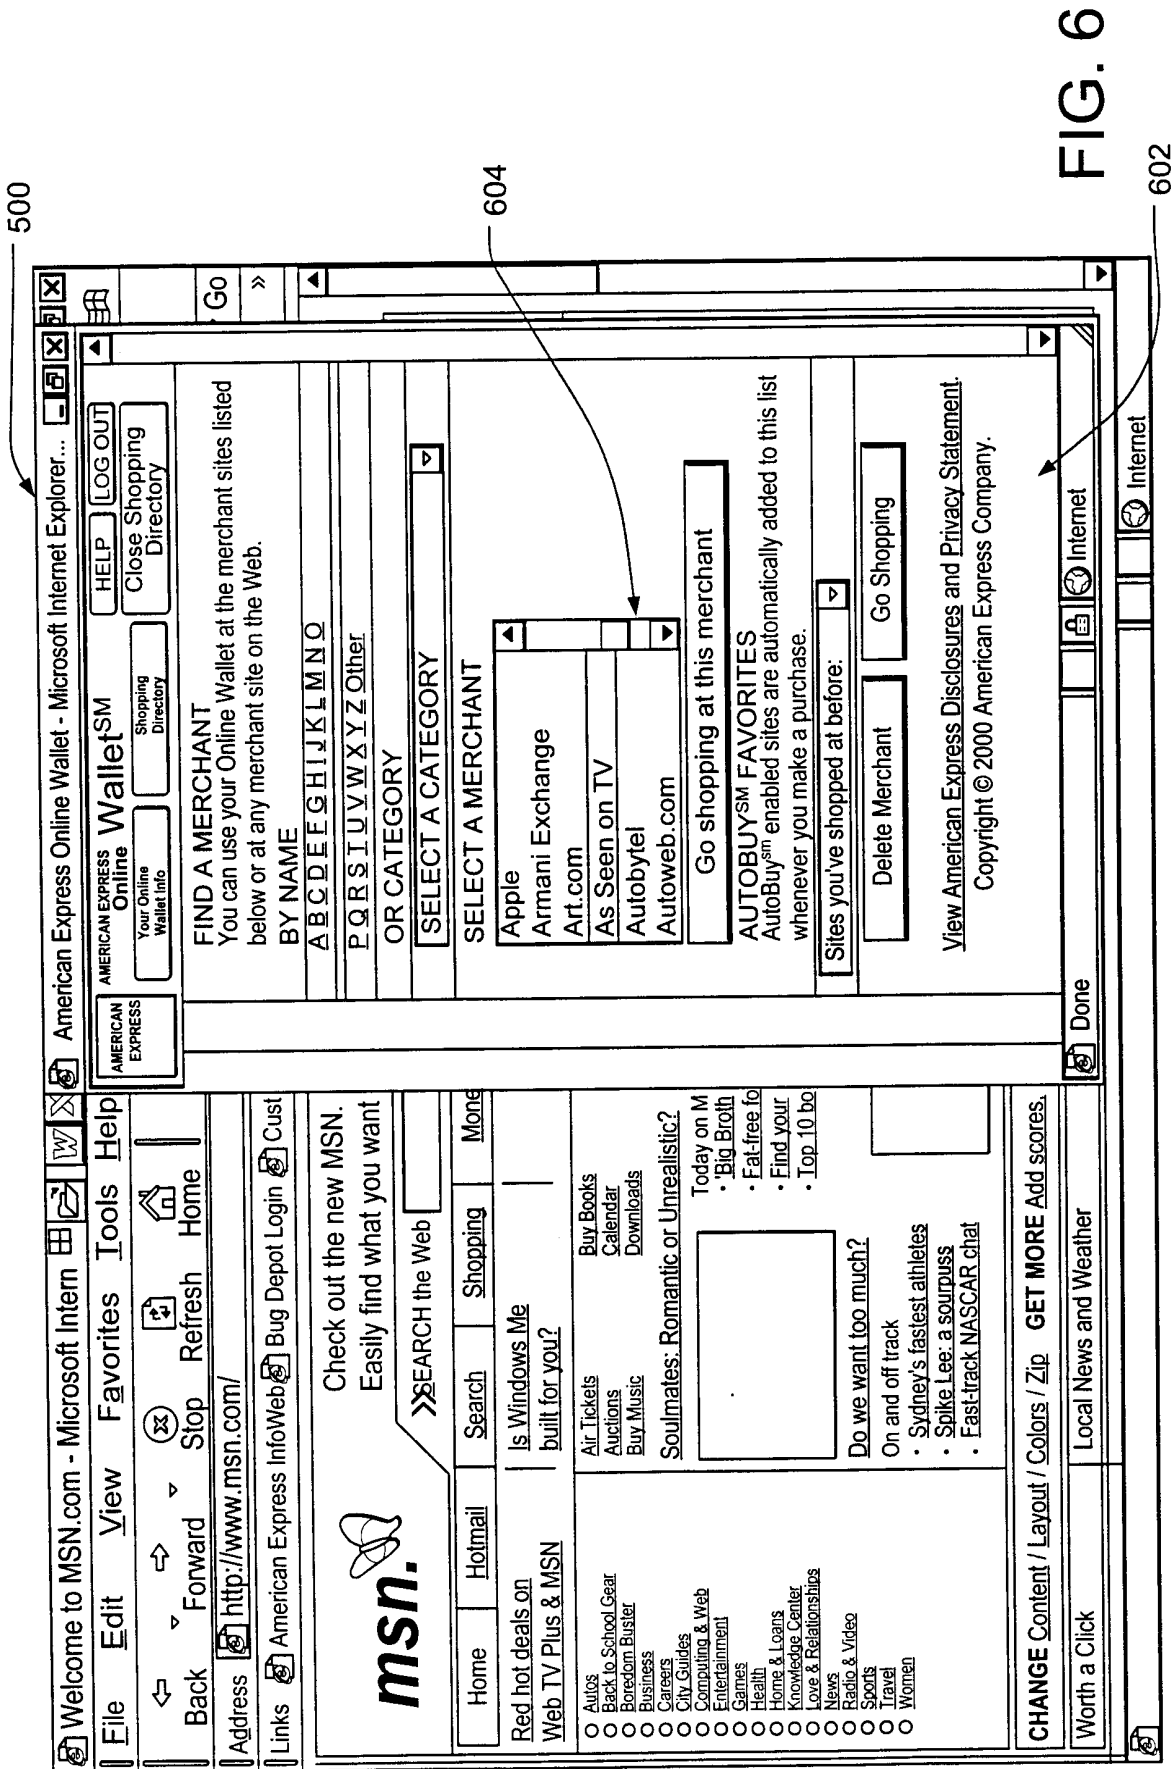 500
Welcome to MSN.com - Microsoft Intern
File Edit View Favorites Tools Help
Back Forward Stop Refresh Home
Address http://www.msn.com/
Go
Links American Express InfoWeb Bug Depot Login Cust
»
msn.
Check out the new MSN.
Easily find what you want
SEARCH the Web
Home Hotmail Search Shopping Mone
Red hot deals on
Web TV Plus & MSN
Is Windows Me
built for you?
Autos
Back to School Gear
Boredom Buster
Business
Careers
City Guides
Computing & Web
Entertainment
Games
Health
Home & Loans
Knowledge Center
Love & Relationships
News
Radio & Video
Sports
Travel
Women
Air Tickets
Auctions
Buy Music
Buy Books
Calendar
Downloads
Soulmates: Romantic or Unrealistic?
Today on M
· 'Big Broth
· Fat-free fo
· Find your
· Top 10 bo
Do we want too much?
On and off track
· Sydney's fastest athletes
· Spike Lee: a sourpuss
· Fast-track NASCAR chat
CHANGE Content / Layout / Colors / Zip GET MORE Add scores,
Worth a Click Local News and Weather
Internet
American Express Online Wallet - Microsoft Internet Explorer...
AMERICAN
EXPRESS
AMERICAN EXPRESS
Online WalletSM
HELP LOG OUT
Your Online
Wallet Info
Shopping
Directory
Close Shopping
Directory
FIND A MERCHANT
You can use your Online Wallet at the merchant sites listed
below or at any merchant site on the Web.
BY NAME
A B C D E F G H I J K L M N O
P Q R S T U V W X Y Z Other
OR CATEGORY
SELECT A CATEGORY
SELECT A MERCHANT
Apple
Armani Exchange
Art.com
As Seen on TV
Autobytel
Autoweb.com
604
Go shopping at this merchant
AUTOBUYSM FAVORITES
AutoBuysm enabled sites are automatically added to this list
whenever you make a purchase.
Sites you've shopped at before:
Delete Merchant Go Shopping
View American Express Disclosures and Privacy Statement.
Copyright © 2000 American Express Company.
Done Internet
602
FIG. 6